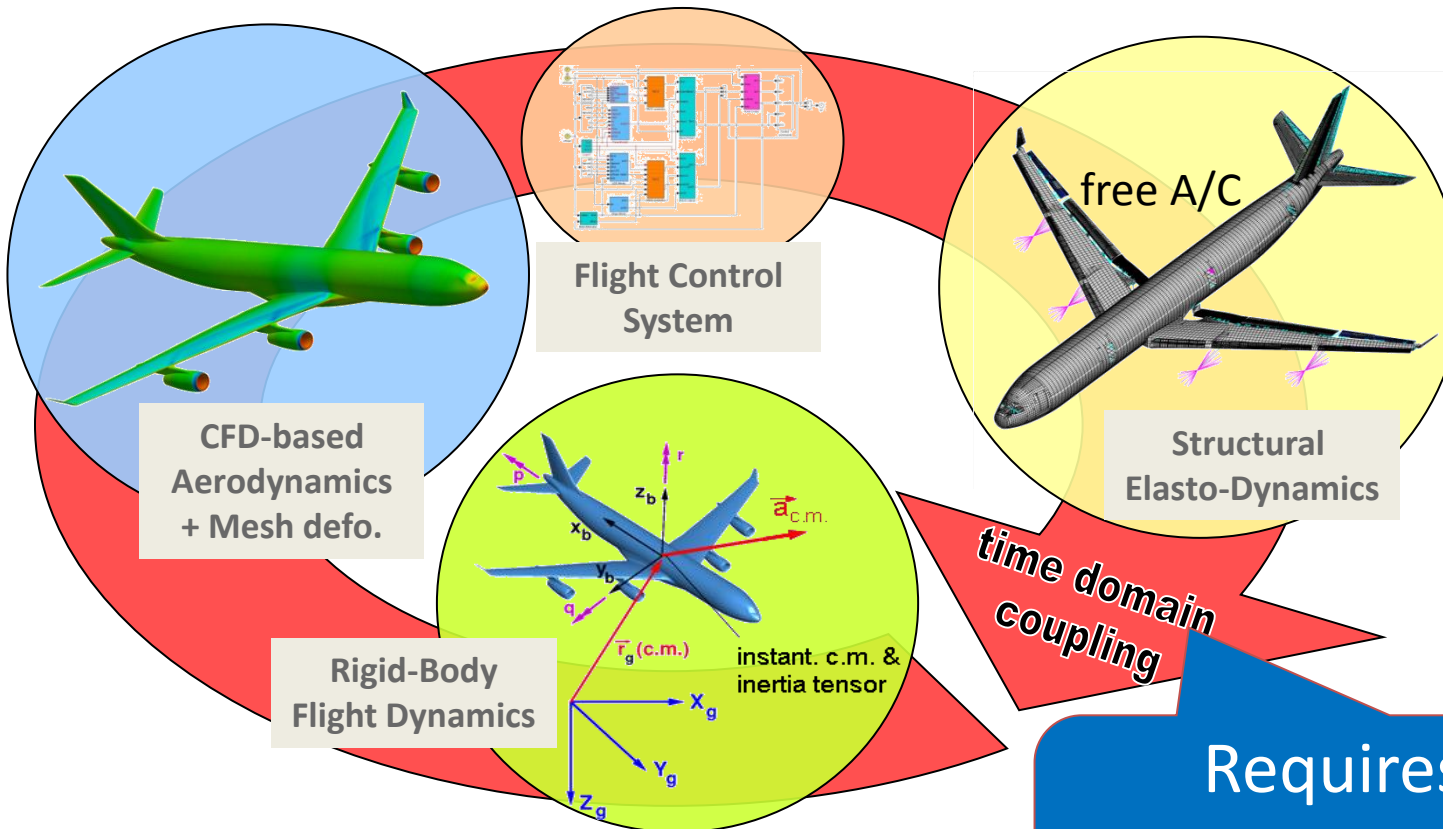 free A/C
Flight Control
System
CFD-based
Aerodynamics
+ Mesh defo.
Structural
Elasto-Dynamics
p
r
z_b
a_c.m.
x_b
y_b
q
r_g(c.m.)
instant. c.m. &
inertia tensor
X_g
Y_g
Z_g
Rigid-Body
Flight Dynamics
time domain
coupling
Requires